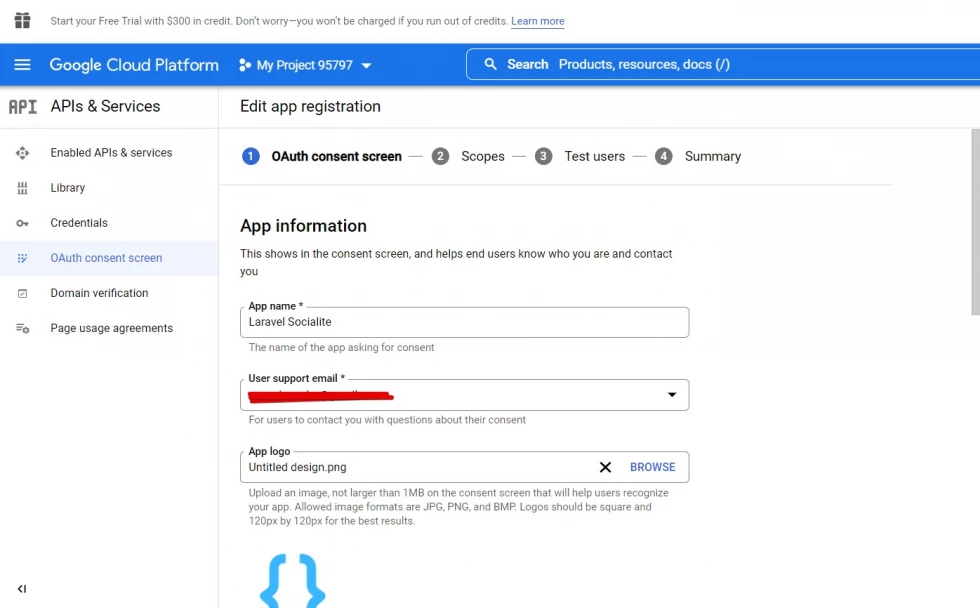 Start your Free Trial with $300 in credit. Don't worry—you won't be charged if you run out of credits. Learn more
Google Cloud Platform
My Project 95797
Search Products, resources, docs (/)
API APIs & Services
Edit app registration
Enabled APIs & services
Library
Credentials
OAuth consent screen
Domain verification
Page usage agreements
1 OAuth consent screen — 2 Scopes — 3 Test users — 4 Summary
App information
This shows in the consent screen, and helps end users know who you are and contact
you
App name *
Laravel Socialite
The name of the app asking for consent
User support email *
For users to contact you with questions about their consent
App logo
Untitled design.png
BROWSE
Upload an image, not larger than 1MB on the consent screen that will help users recognize
your app. Allowed image formats are JPG, PNG, and BMP. Logos should be square and
120px by 120px for the best results.
{}